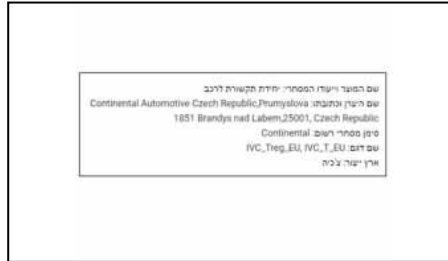 שם המוצר וייעודו המסחרי: יחידת תקשורת לרכב
שם היצרן וכתובתו: Continental Automotive Czech Republic,Prumyslova
1851 Brandys nad Labem,25001, Czech Republic
סימן מסחרי רשום: Continental
שם דגם: IVC_Treg_EU, IVC_T_EU
ארץ ייצור: צ'כיה